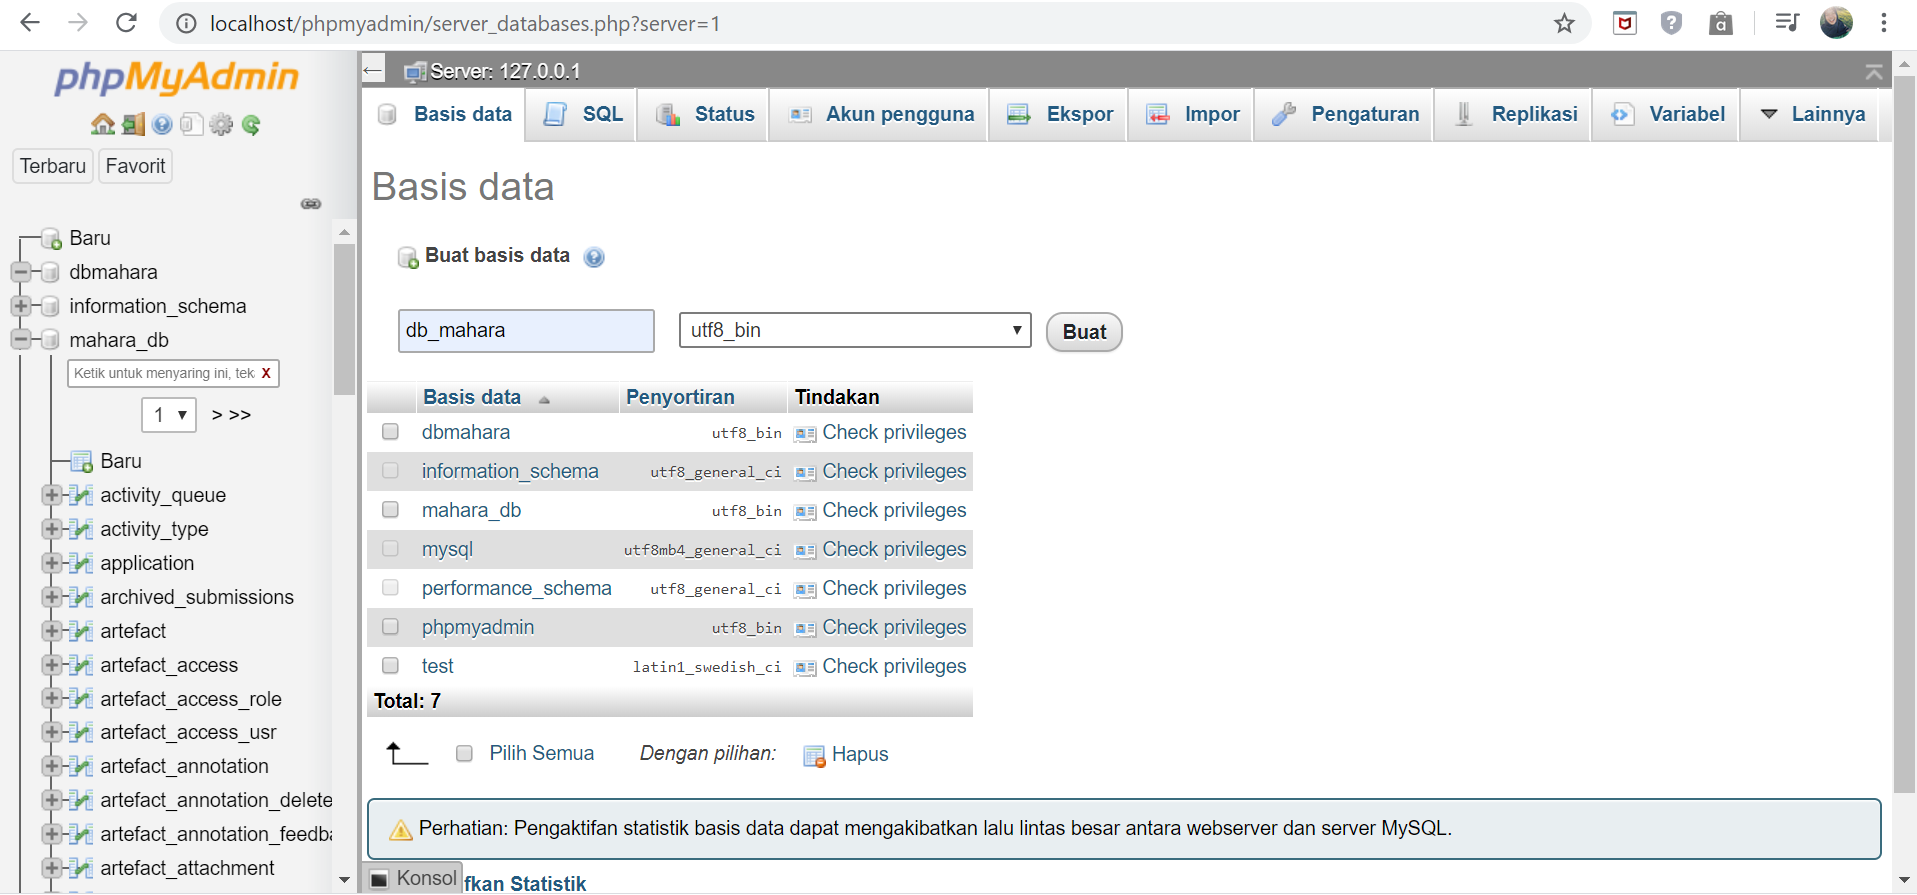 localhost/phpmyadmin/server_databases.php?server=1
phpMyAdmin
Terbaru Favorit
Baru
dbmahara
information_schema
mahara_db
Ketik untuk menyaring ini, tek X
1 > >>
Baru
activity_queue
activity_type
application
archived_submissions
artefact
artefact_access
artefact_access_role
artefact_access_usr
artefact_annotation
artefact_annotation_delete
artefact_annotation_feedba
artefact_attachment
Server: 127.0.0.1
Basis data SQL Status Akun pengguna Ekspor Impor Pengaturan Replikasi Variabel Lainnya
Basis data
Buat basis data
db_mahara utf8_bin Buat
Basis data Penyortiran Tindakan
dbmahara utf8_bin Check privileges
information_schema utf8_general_ci Check privileges
mahara_db utf8_bin Check privileges
mysql utf8mb4_general_ci Check privileges
performance_schema utf8_general_ci Check privileges
phpmyadmin utf8_bin Check privileges
test latin1_swedish_ci Check privileges
Total: 7
Pilih Semua Dengan pilihan: Hapus
Perhatian: Pengaktifan statistik basis data dapat mengakibatkan lalu lintas besar antara webserver dan server MySQL.
Konsol fkan Statistik